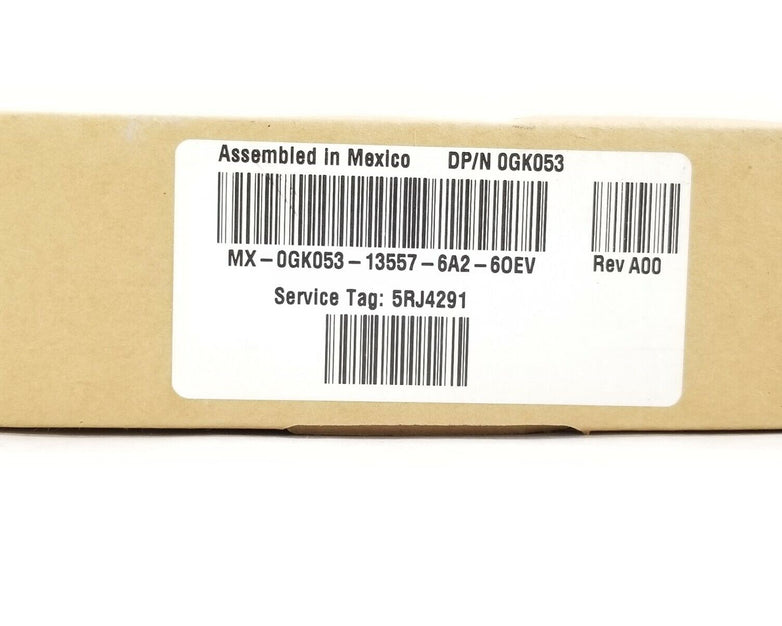 Assembled in Mexico DP/N 0GK053
MX-0GK053-13557-6A2-60EV Rev A00
Service Tag: 5RJ4291